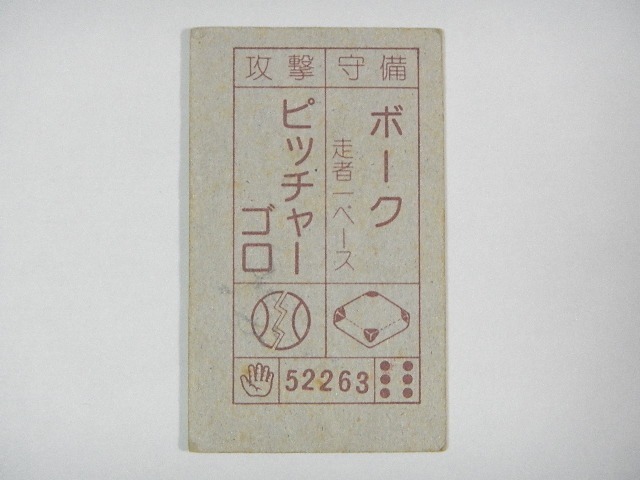 攻撃 守備
ボーク
走者一ベース
ピッチャー
ゴロ
52263